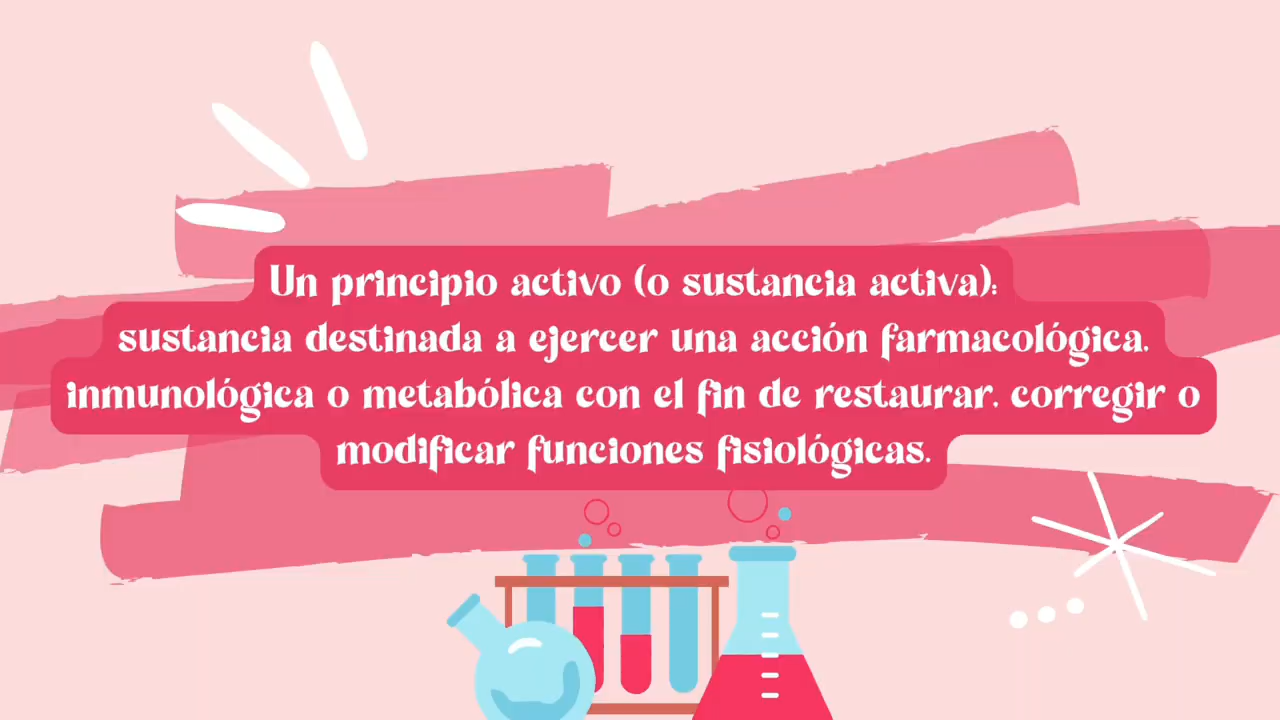 Un principio activo (o sustancia activa):
sustancia destinada a ejercer una acción farmacológica,
inmunológica o metabólica con el fin de restaurar, corregir o
modificar funciones fisiológicas.